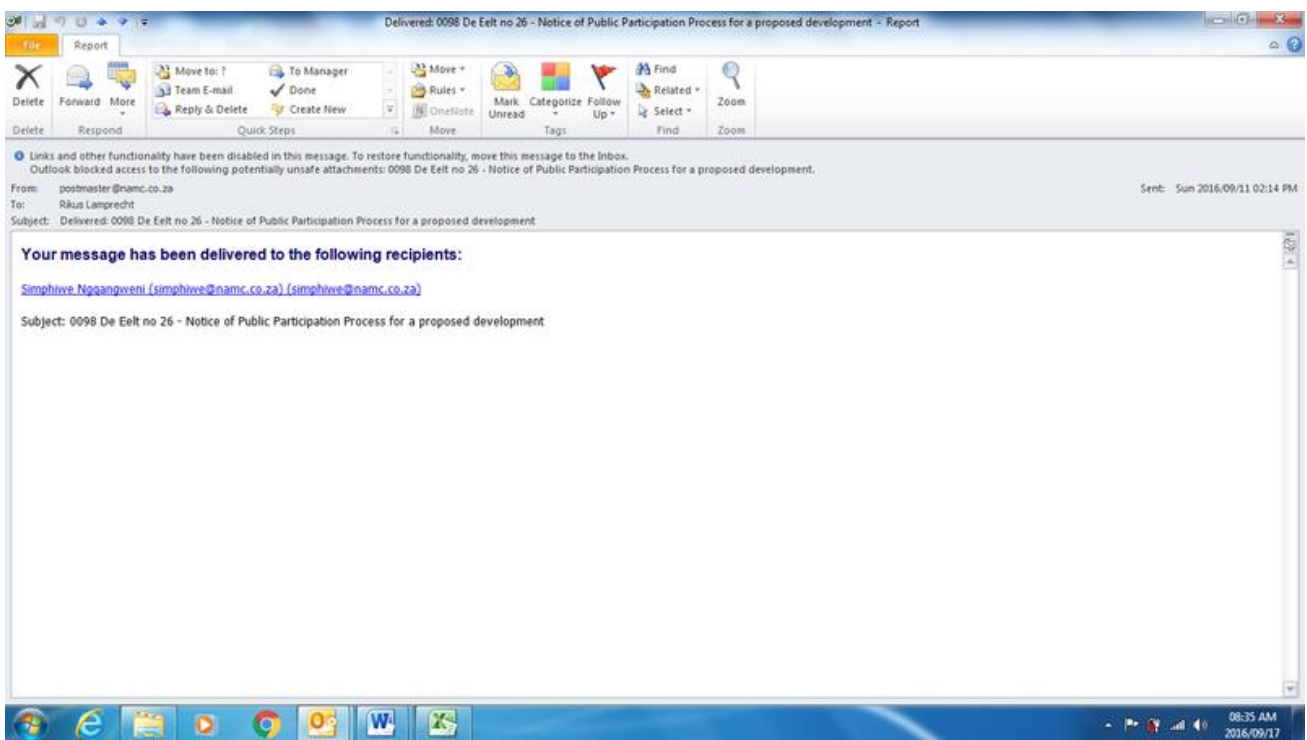 Delivered: 0098 De Eelt no 26 - Notice of Public Participation Process for a proposed development - Report
File Report
Delete Forward More
Move to: ? To Manager
Team E-mail Done
Reply & Delete Create New
Move Rules OneNote
Mark Unread Categorize Follow Up
Find Related Select
Zoom
Delete Respond Quick Steps Move Tags Find Zoom
Links and other functionality have been disabled in this message. To restore functionality, move this message to the Inbox.
Outlook blocked access to the following potentially unsafe attachments: 0098 De Eelt no 26 - Notice of Public Participation Process for a proposed development.
From: postmaster@namc.co.za Sent: Sun 2016/09/11 02:14 PM
To: Rikus Lamprecht
Subject: Delivered: 0098 De Eelt no 26 - Notice of Public Participation Process for a proposed development
Your message has been delivered to the following recipients:
Simphiwe Ngqangweni (simphiwe@namc.co.za) (simphiwe@namc.co.za)
Subject: 0098 De Eelt no 26 - Notice of Public Participation Process for a proposed development
08:35 AM
2016/09/17